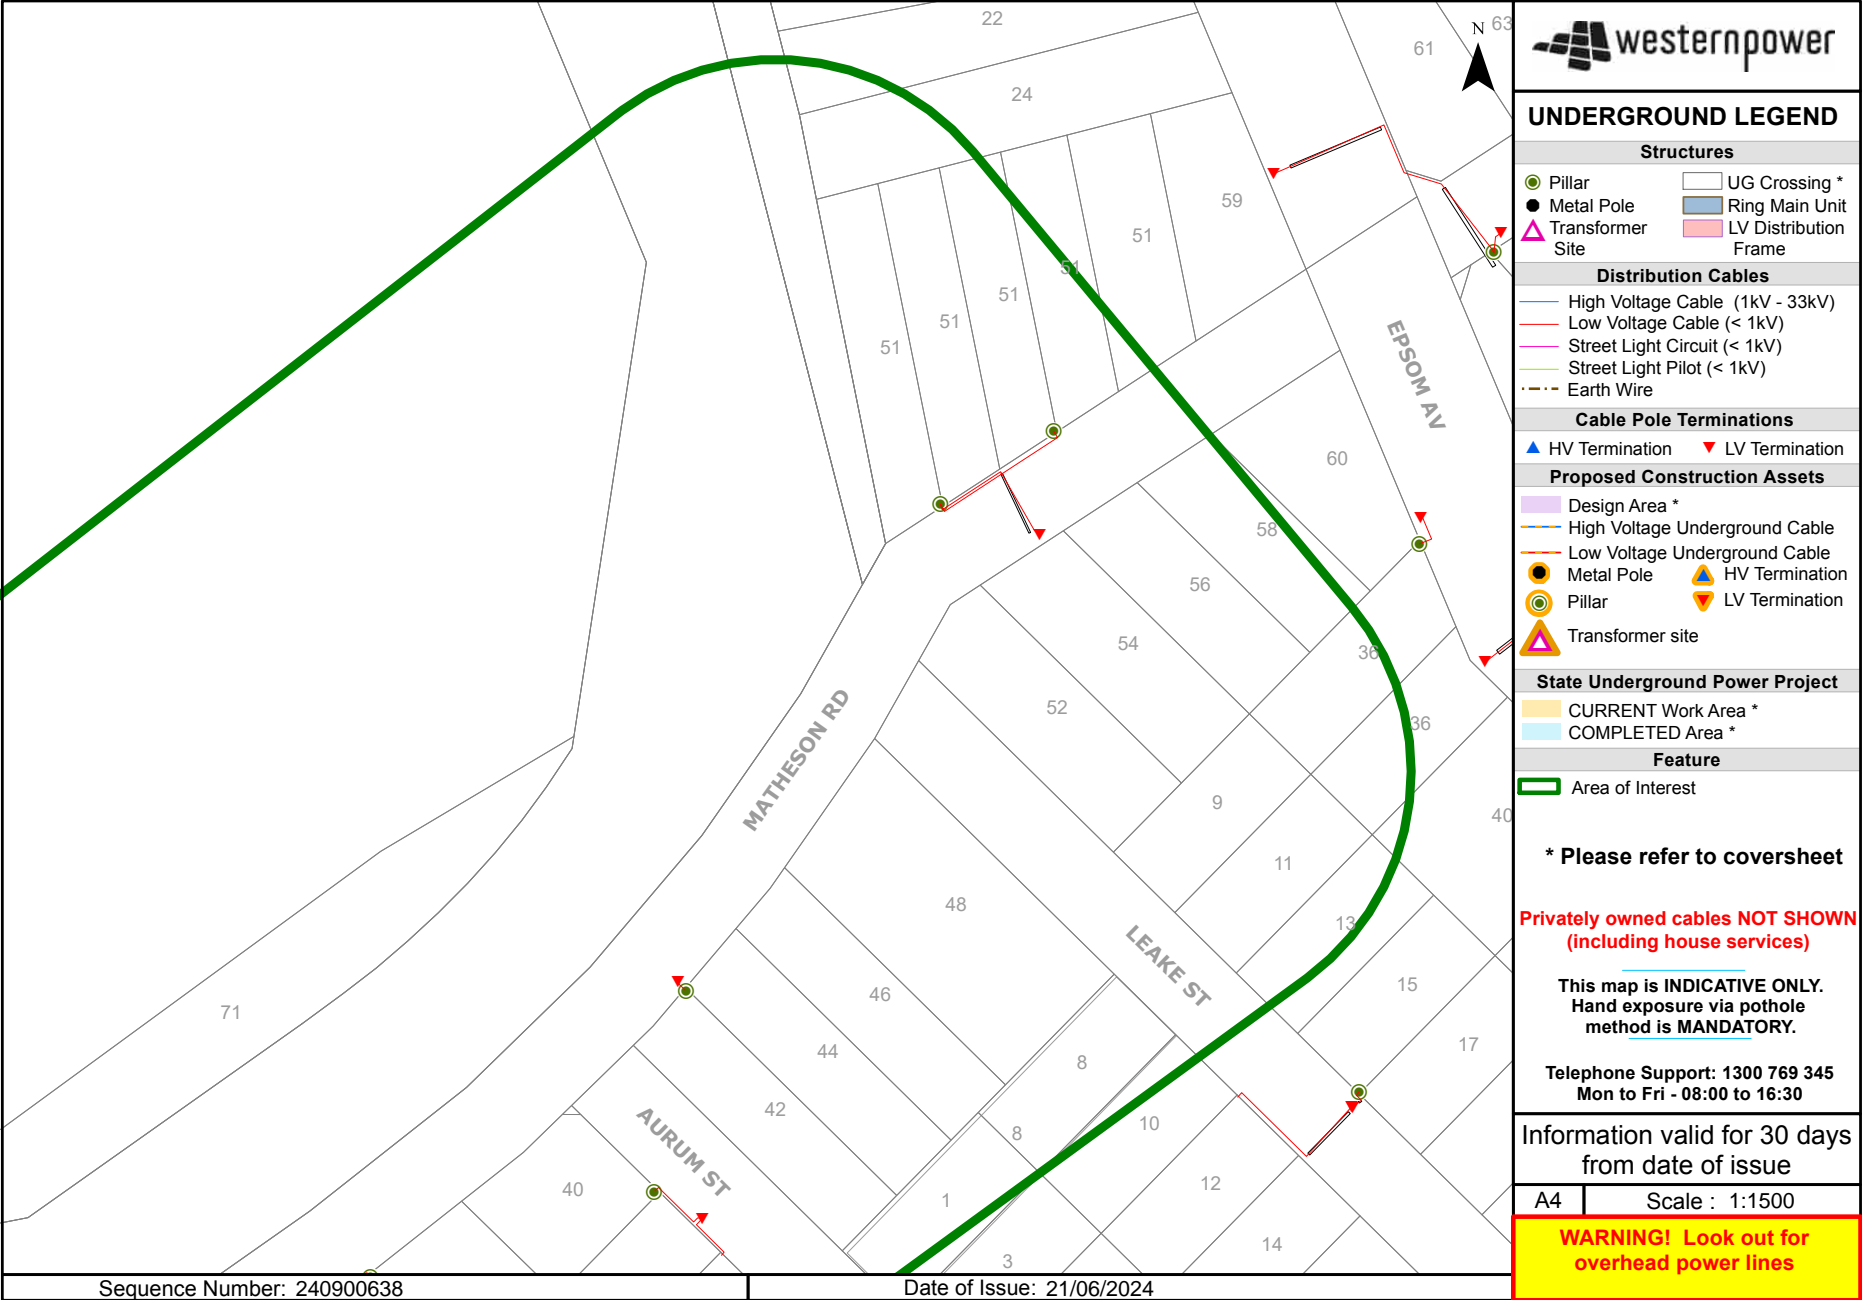 22
24
61
63
N
59
51
51
51
51
51
EPSOM AV
60
58
56
54
52
36
36
9
11
13
40
15
17
MATHESON RD
48
46
44
42
LEAKE ST
8
8
10
12
14
1
3
71
AURUM ST
40
westernpower
UNDERGROUND LEGEND
Structures
Pillar
UG Crossing *
Metal Pole
Ring Main Unit
Transformer Site
LV Distribution Frame
Distribution Cables
High Voltage Cable (1kV - 33kV)
Low Voltage Cable (< 1kV)
Street Light Circuit (< 1kV)
Street Light Pilot (< 1kV)
Earth Wire
Cable Pole Terminations
HV Termination
LV Termination
Proposed Construction Assets
Design Area *
High Voltage Underground Cable
Low Voltage Underground Cable
Metal Pole
HV Termination
Pillar
LV Termination
Transformer site
State Underground Power Project
CURRENT Work Area *
COMPLETED Area *
Feature
Area of Interest
* Please refer to coversheet
Privately owned cables NOT SHOWN
(including house services)
This map is INDICATIVE ONLY.
Hand exposure via pothole
method is MANDATORY.
Telephone Support: 1300 769 345
Mon to Fri - 08:00 to 16:30
Information valid for 30 days
from date of issue
A4
Scale : 1:1500
WARNING! Look out for
overhead power lines
Sequence Number: 240900638
Date of Issue: 21/06/2024